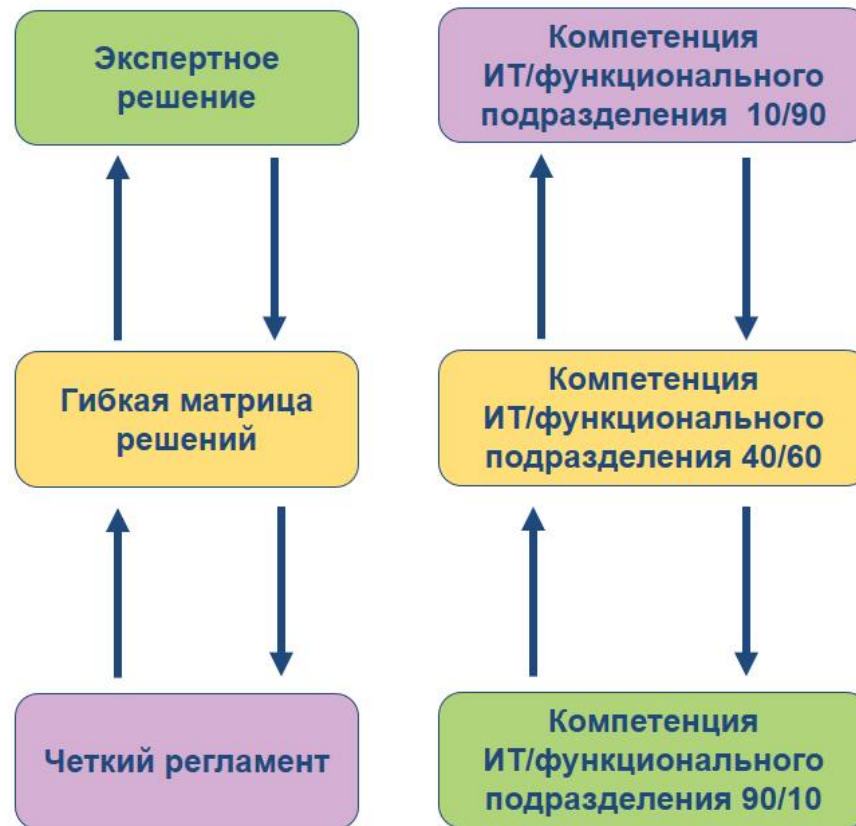 Экспертное
решение
Компетенция
ИТ/функционального
подразделения 10/90
Гибкая матрица
решений
Компетенция
ИТ/функционального
подразделения 40/60
Четкий регламент
Компетенция
ИТ/функционального
подразделения 90/10